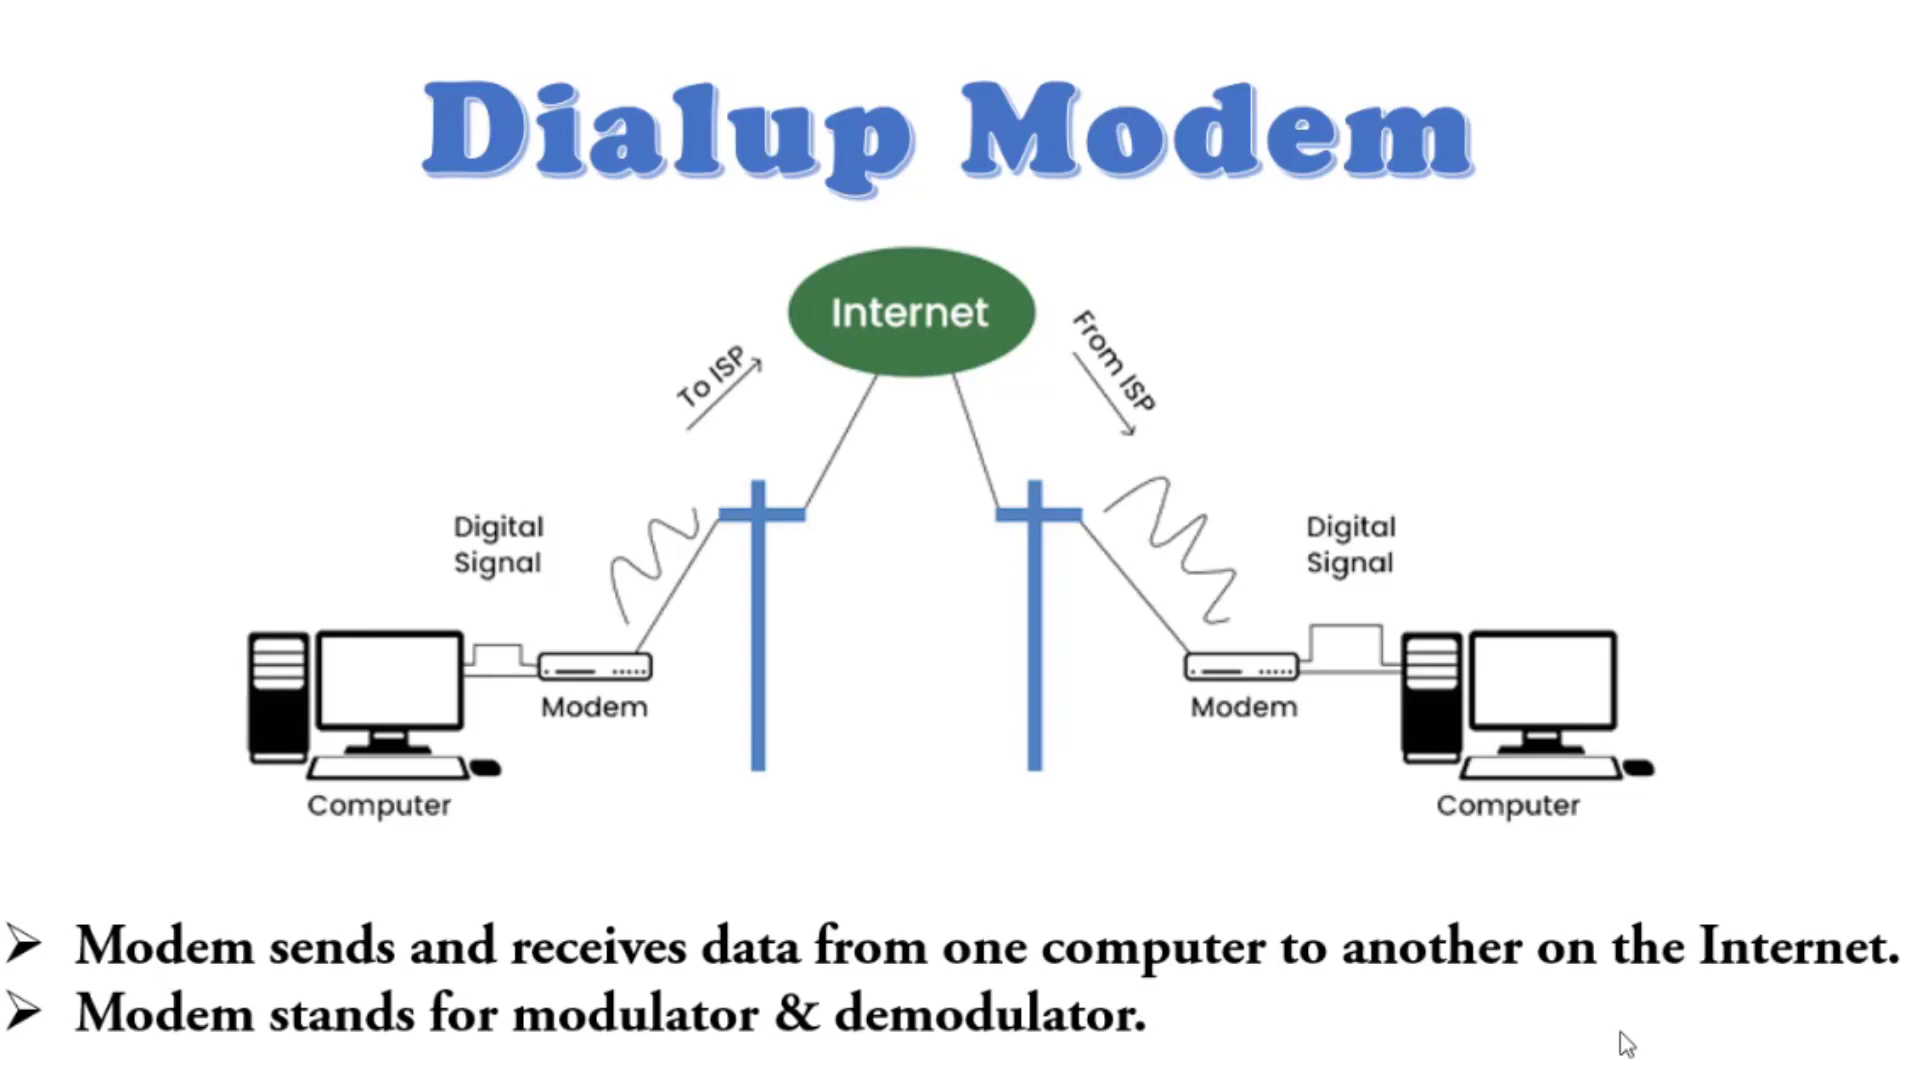 Dialup Modem
Internet
To ISP
From ISP
Digital
Signal
Digital
Signal
Modem
Modem
Computer
Computer
➢ Modem sends and receives data from one computer to another on the Internet.
➢ Modem stands for modulator & demodulator.